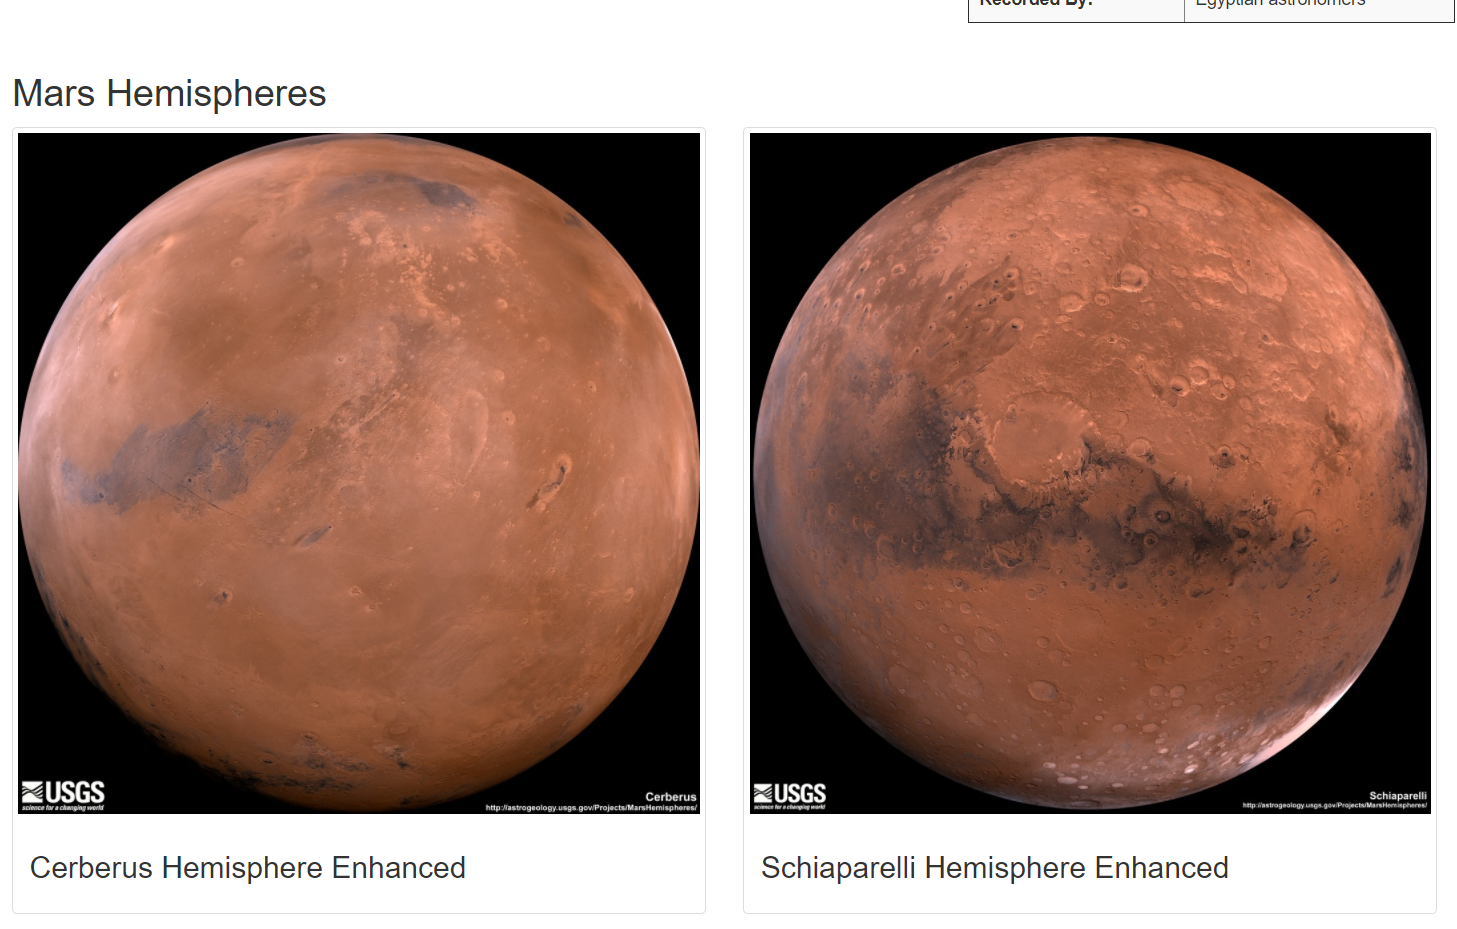 Recorded By: Egyptian astronomers
Mars Hemispheres
USGS
science for a changing world
Cerberus
http://astrogeology.usgs.gov/Projects/MarsHemispheres/
USGS
science for a changing world
Schiaparelli
http://astrogeology.usgs.gov/Projects/MarsHemispheres/
Cerberus Hemisphere Enhanced
Schiaparelli Hemisphere Enhanced